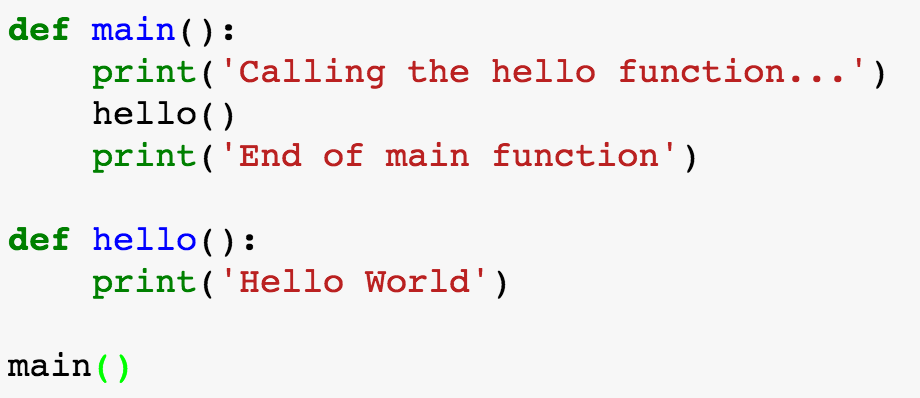 def main():
    print('Calling the hello function...')
    hello()
    print('End of main function')
def hello():
    print('Hello World')
main()